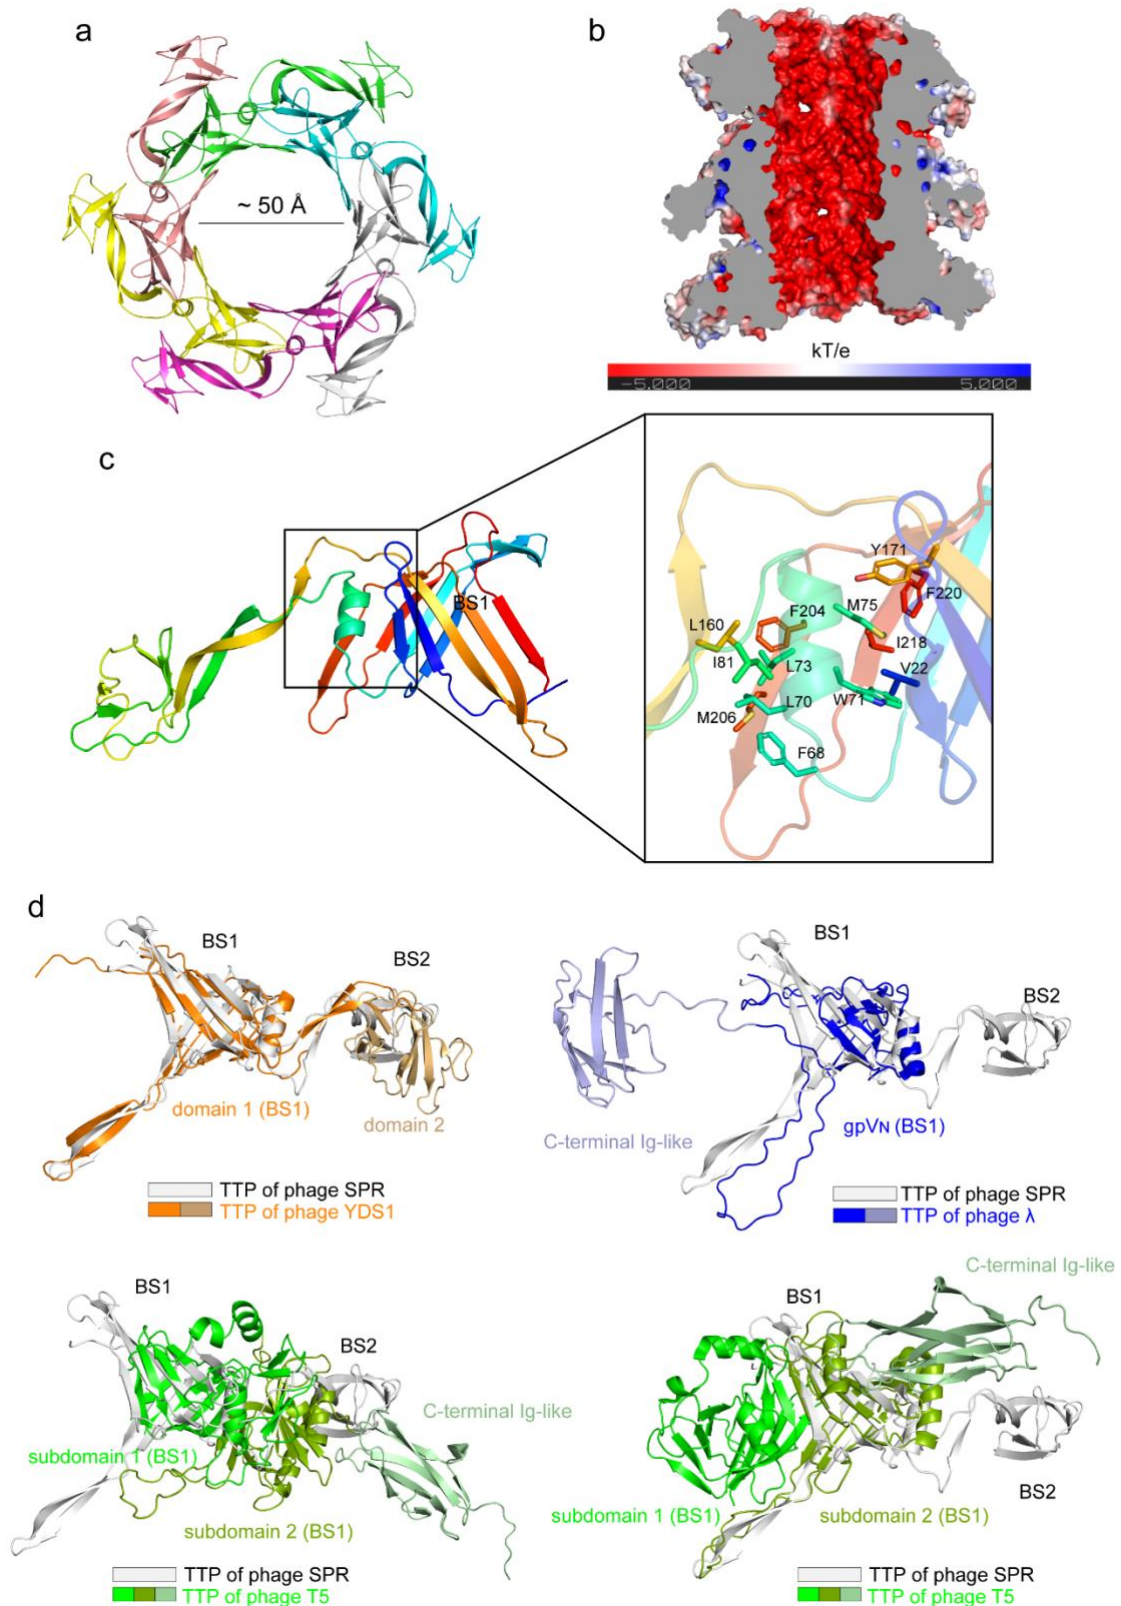 a
~ 50 Å
b
kT/e
-5.000
5.000
c
BS1
Y171
F220
M75
F204
L160
I218
I81
L73
V22
L70
W71
M206
F68
d
BS1
BS2
domain 1 (BS1)
domain 2
TTP of phage SPR
TTP of phage YDS1
BS1
BS2
C-terminal Ig-like
gpVN (BS1)
TTP of phage SPR
TTP of phage λ
BS1
BS2
C-terminal Ig-like
subdomain 1 (BS1)
subdomain 2 (BS1)
TTP of phage SPR
TTP of phage T5
C-terminal Ig-like
BS1
BS2
subdomain 1 (BS1)
subdomain 2 (BS1)
TTP of phage SPR
TTP of phage T5